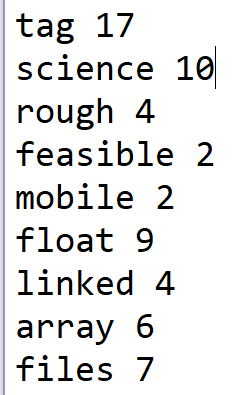 tag 17
science 10
rough 4
feasible 2
mobile 2
float 9
linked 4
array 6
files 7